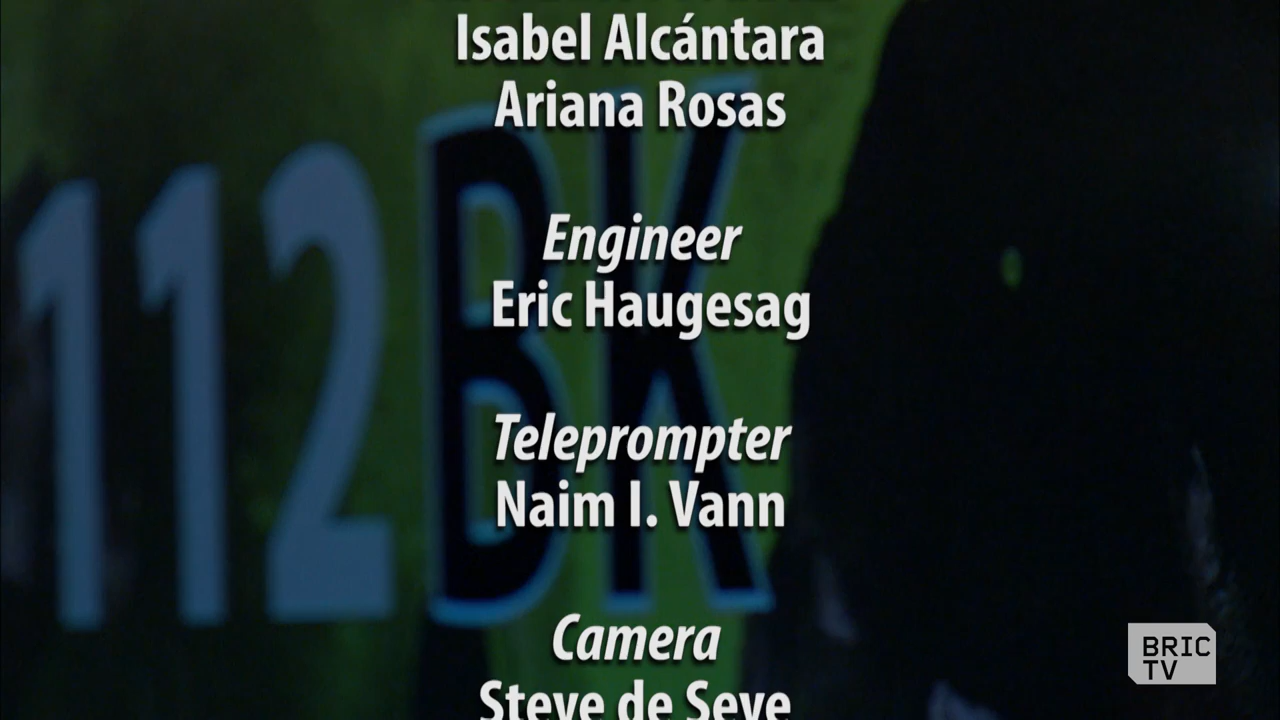 Isabel Alcántara
Ariana Rosas
Engineer
Eric Haugesag
Teleprompter
Naim I. Vann
Camera
Steve de Seve
112BK
BRIC
TV